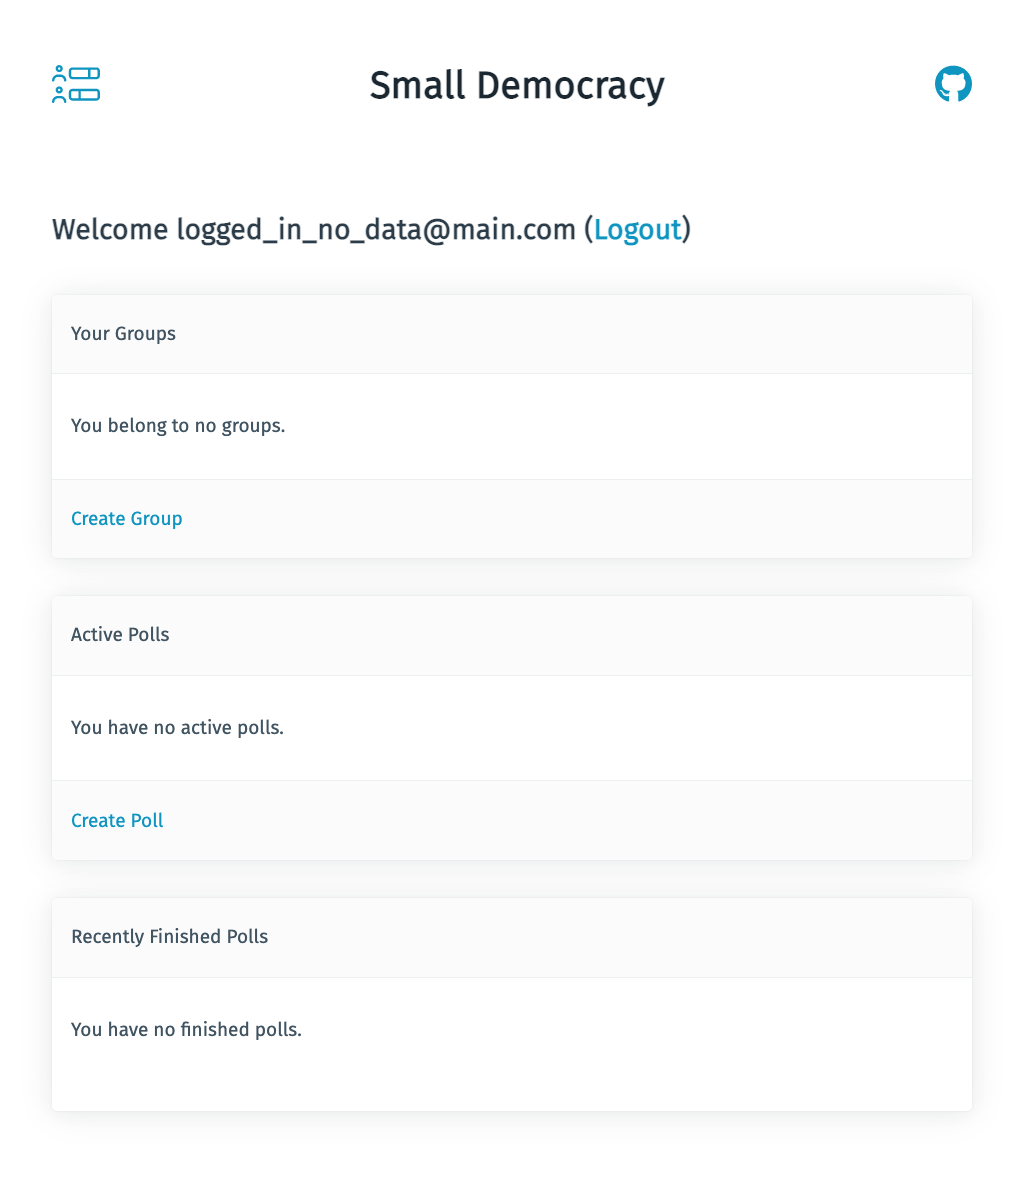 Small Democracy
Welcome logged_in_no_data@main.com (Logout)
Your Groups
You belong to no groups.
Create Group
Active Polls
You have no active polls.
Create Poll
Recently Finished Polls
You have no finished polls.